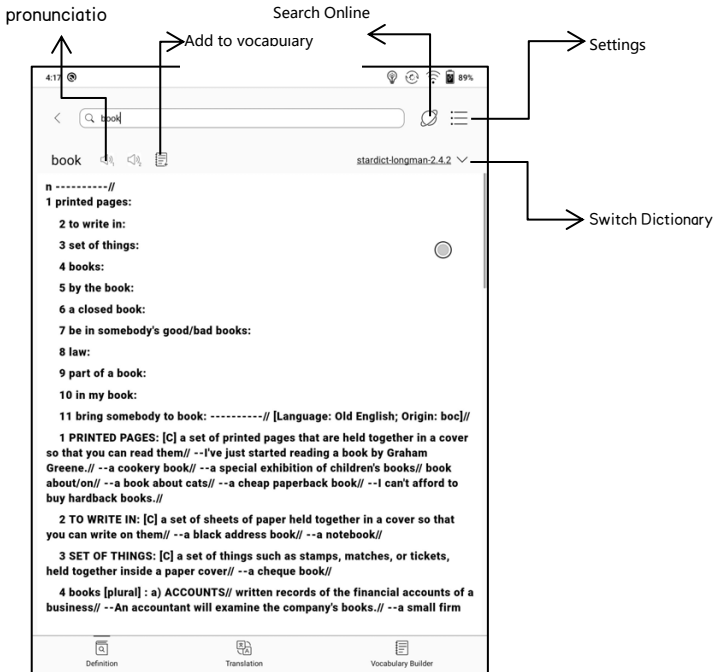 pronunciatio
Search Online
Add to vocabulary
Settings
4:17
89%
book
book
stardict-longman-2.4.2
Switch Dictionary
n ----------//
1 printed pages:
2 to write in:
3 set of things:
4 books:
5 by the book:
6 a closed book:
7 be in somebody's good/bad books:
8 law:
9 part of a book:
10 in my book:
11 bring somebody to book: ----------// [Language: Old English; Origin: boc]//
1 PRINTED PAGES: [C] a set of printed pages that are held together in a cover
so that you can read them// --I've just started reading a book by Graham
Greene.// --a cookery book// --a special exhibition of children's books// book
about/on// --a book about cats// --a cheap paperback book// --I can't afford to
buy hardback books.//
2 TO WRITE IN: [C] a set of sheets of paper held together in a cover so that
you can write on them// --a black address book// --a notebook//
3 SET OF THINGS: [C] a set of things such as stamps, matches, or tickets,
held together inside a paper cover// --a cheque book//
4 books [plural] : a) ACCOUNTS// written records of the financial accounts of a
business// --An accountant will examine the company's books.// --a small firm
Definition
Translation
Vocabulary Builder